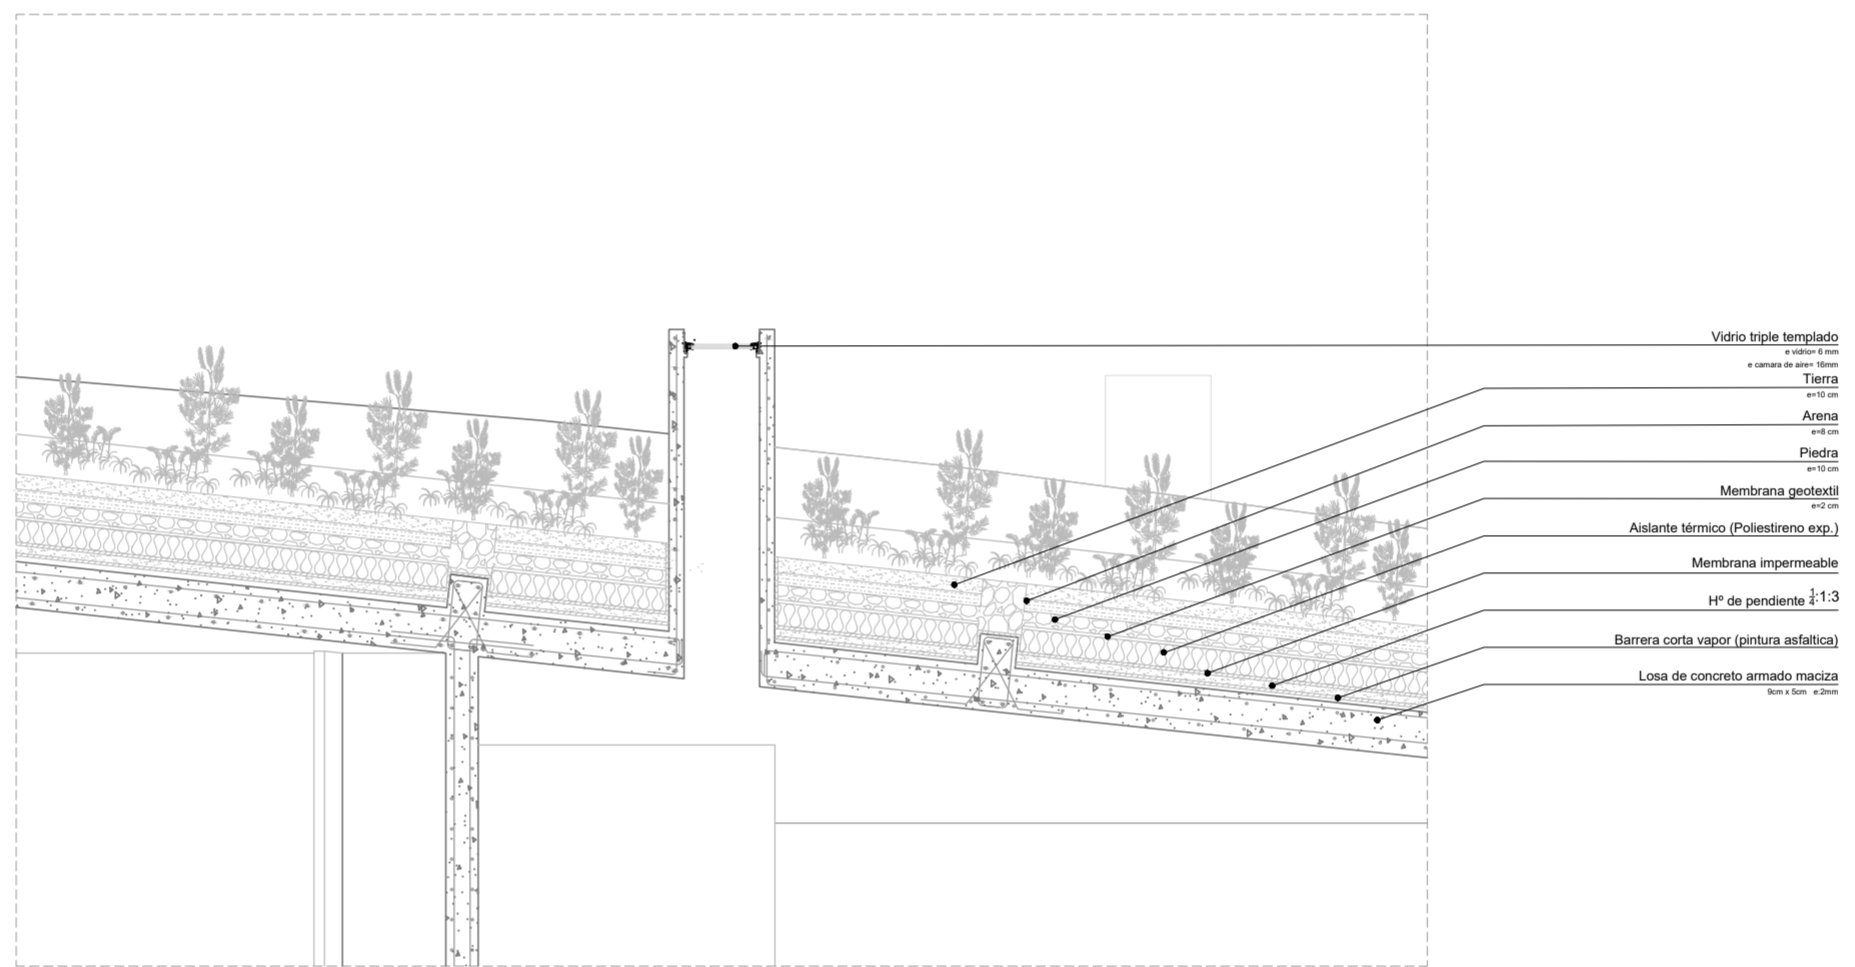 Vidrio triple templado
e vidrio= 6 mm
e camara de aire= 16mm
Tierra
e=10 cm
Arena
e=8 cm
Piedra
e=10 cm
Membrana geotextil
e=2 cm
Aislante térmico (Poliestireno exp.)
Membrana impermeable
Hº de pendiente 1/4:1:3
Barrera corta vapor (pintura asfaltica)
Losa de concreto armado maciza
9cm x 5cm e:2mm